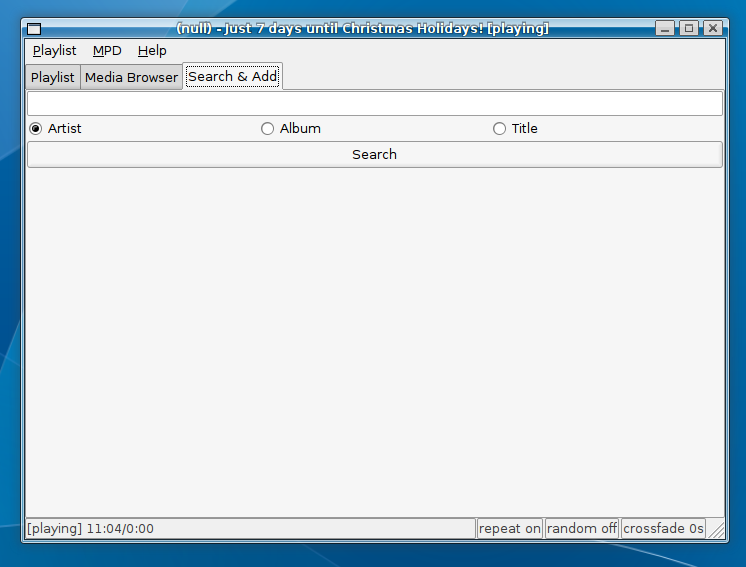 (null) - Just 7 days until Christmas Holidays! [playing]
Playlist MPD Help
Playlist Media Browser Search & Add
Artist Album Title
Search
[playing] 11:04/0:00 repeat on random off crossfade 0s